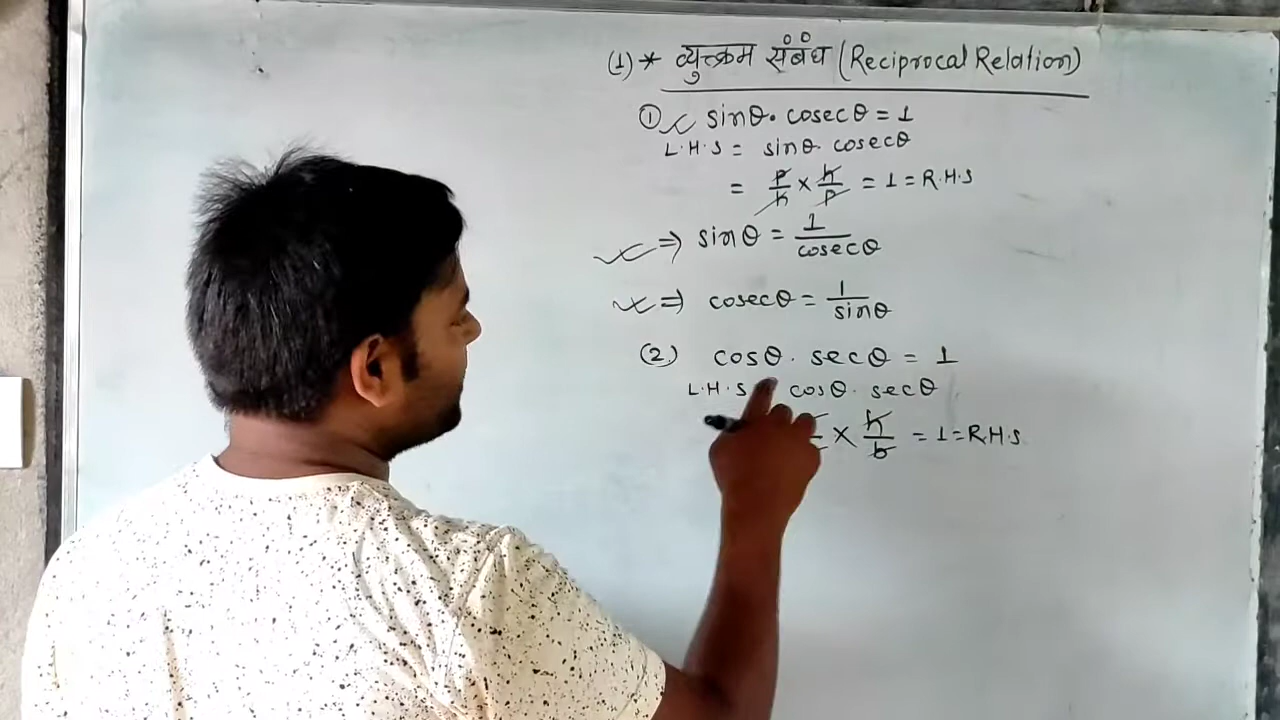 (1) * व्युत्क्रम संबंध (Reciprocal Relation)
① sinθ. cosecθ = 1
L.H.S = sinθ. cosecθ
= p/h × h/p = 1 = R.H.S
⇒ sinθ = 1/cosecθ
⇒ cosecθ = 1/sinθ
(2) cosθ. secθ = 1
L.H.S cosθ. secθ
× h/b = 1 = R.H.S